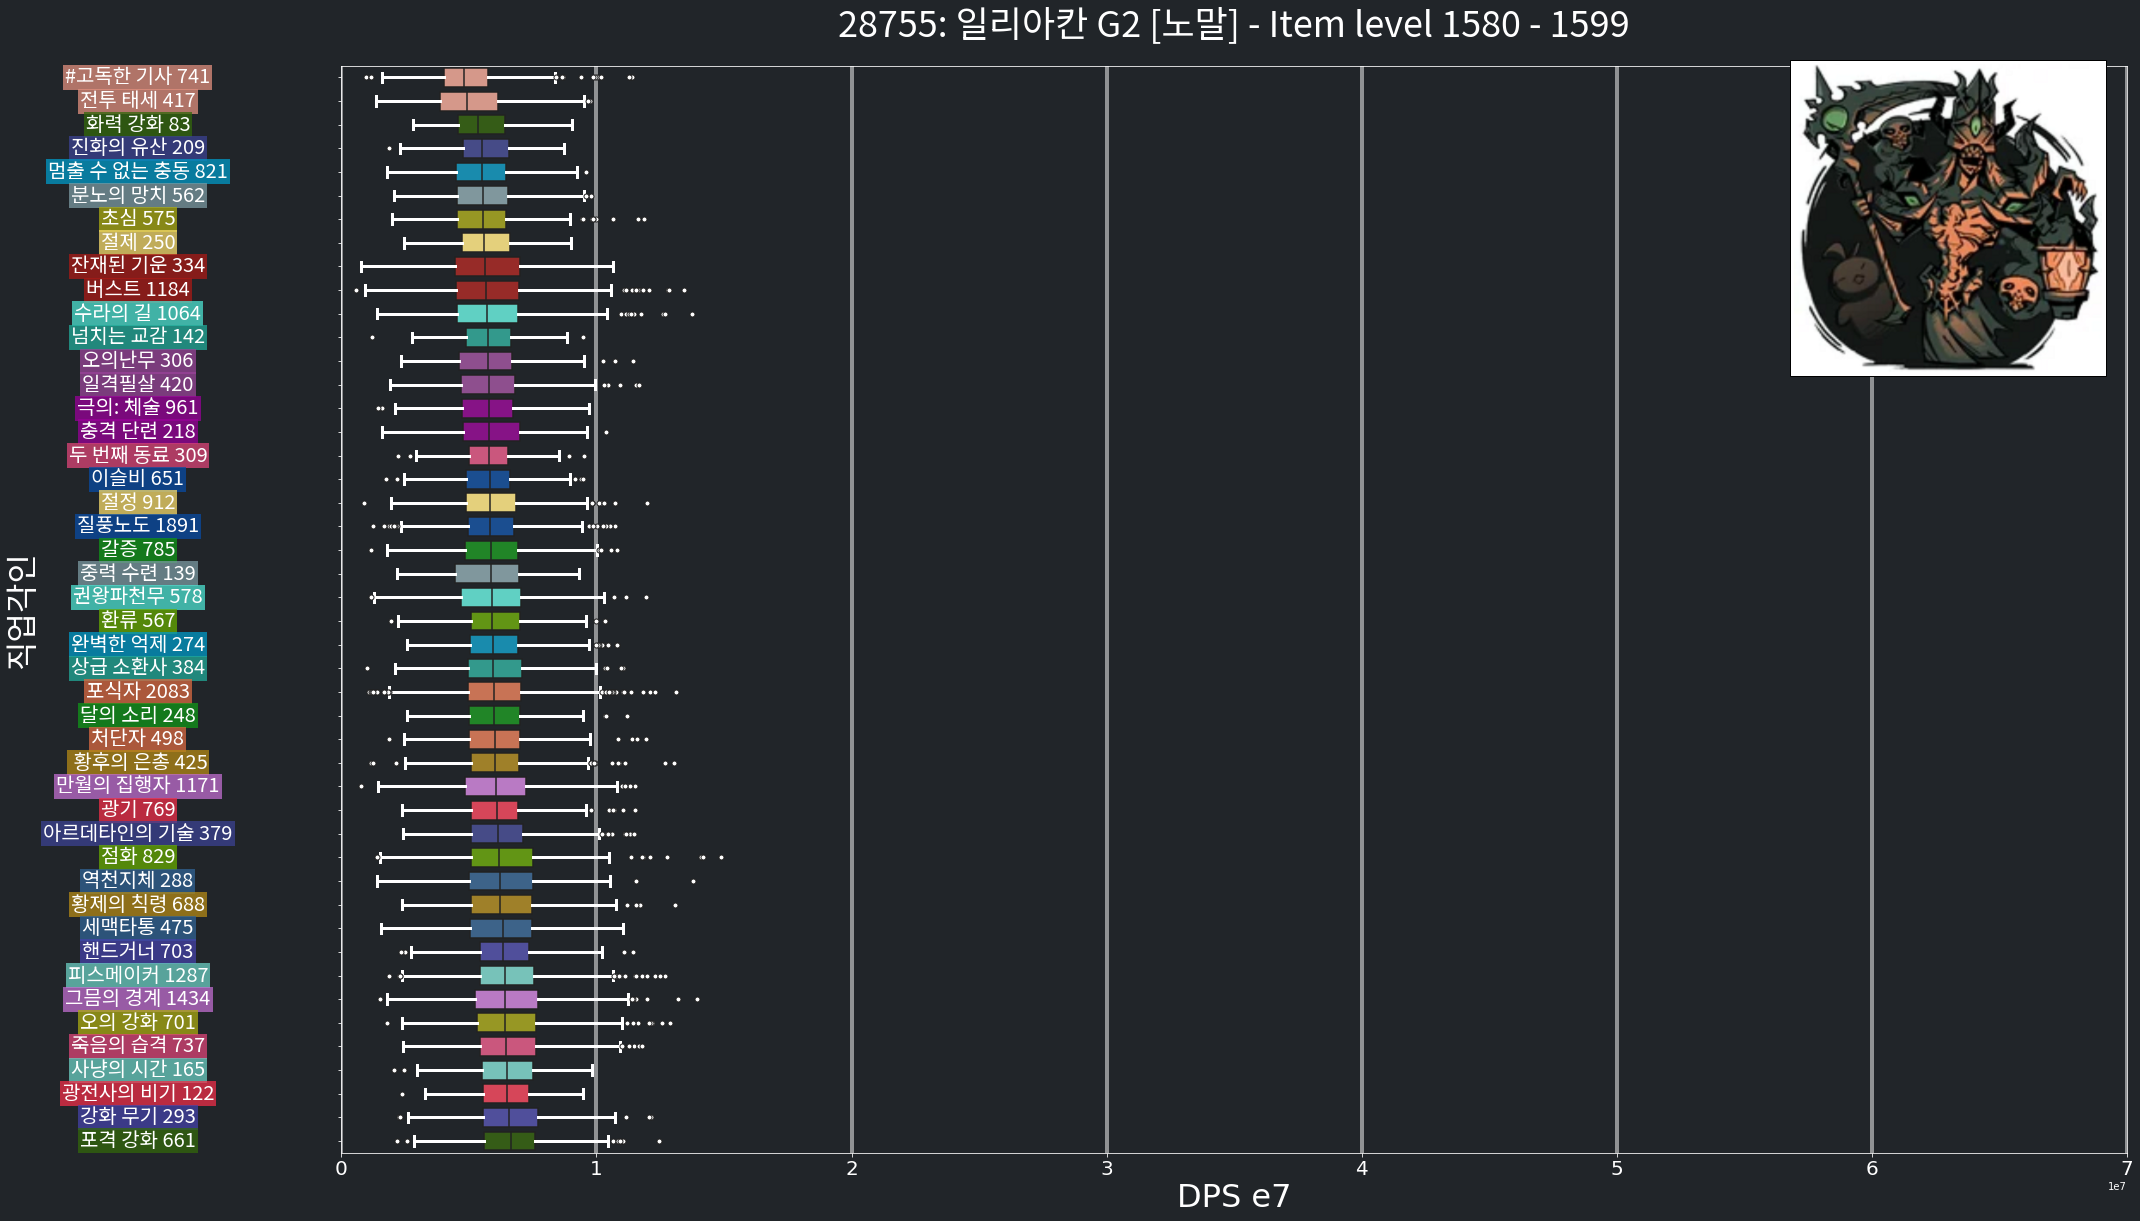 28755: 일리아칸 G2 [노말] - Item level 1580 - 1599
#고독한 기사 741
전투 태세 417
화력 강화 83
진화의 유산 209
멈출 수 없는 충동 821
분노의 망치 562
초심 575
절제 250
잔재된 기운 334
버스트 1184
수라의 길 1064
넘치는 교감 142
오의난무 306
일격필살 420
극의: 체술 961
충격 단련 218
두 번째 동료 309
이슬비 651
절정 912
질풍노도 1891
갈증 785
중력 수련 139
권왕파천무 578
환류 567
완벽한 억제 274
상급 소환사 384
포식자 2083
달의 소리 248
처단자 498
황후의 은총 425
만월의 집행자 1171
광기 769
아르데타인의 기술 379
점화 829
역천지체 288
황제의 칙령 688
세맥타통 475
핸드거너 703
피스메이커 1287
그믐의 경계 1434
오의 강화 701
죽음의 습격 737
사냥의 시간 165
광전사의 비기 122
강화 무기 293
포격 강화 661
직업각인
0 1 2 3 4 5 6 7
1e7
DPS e7